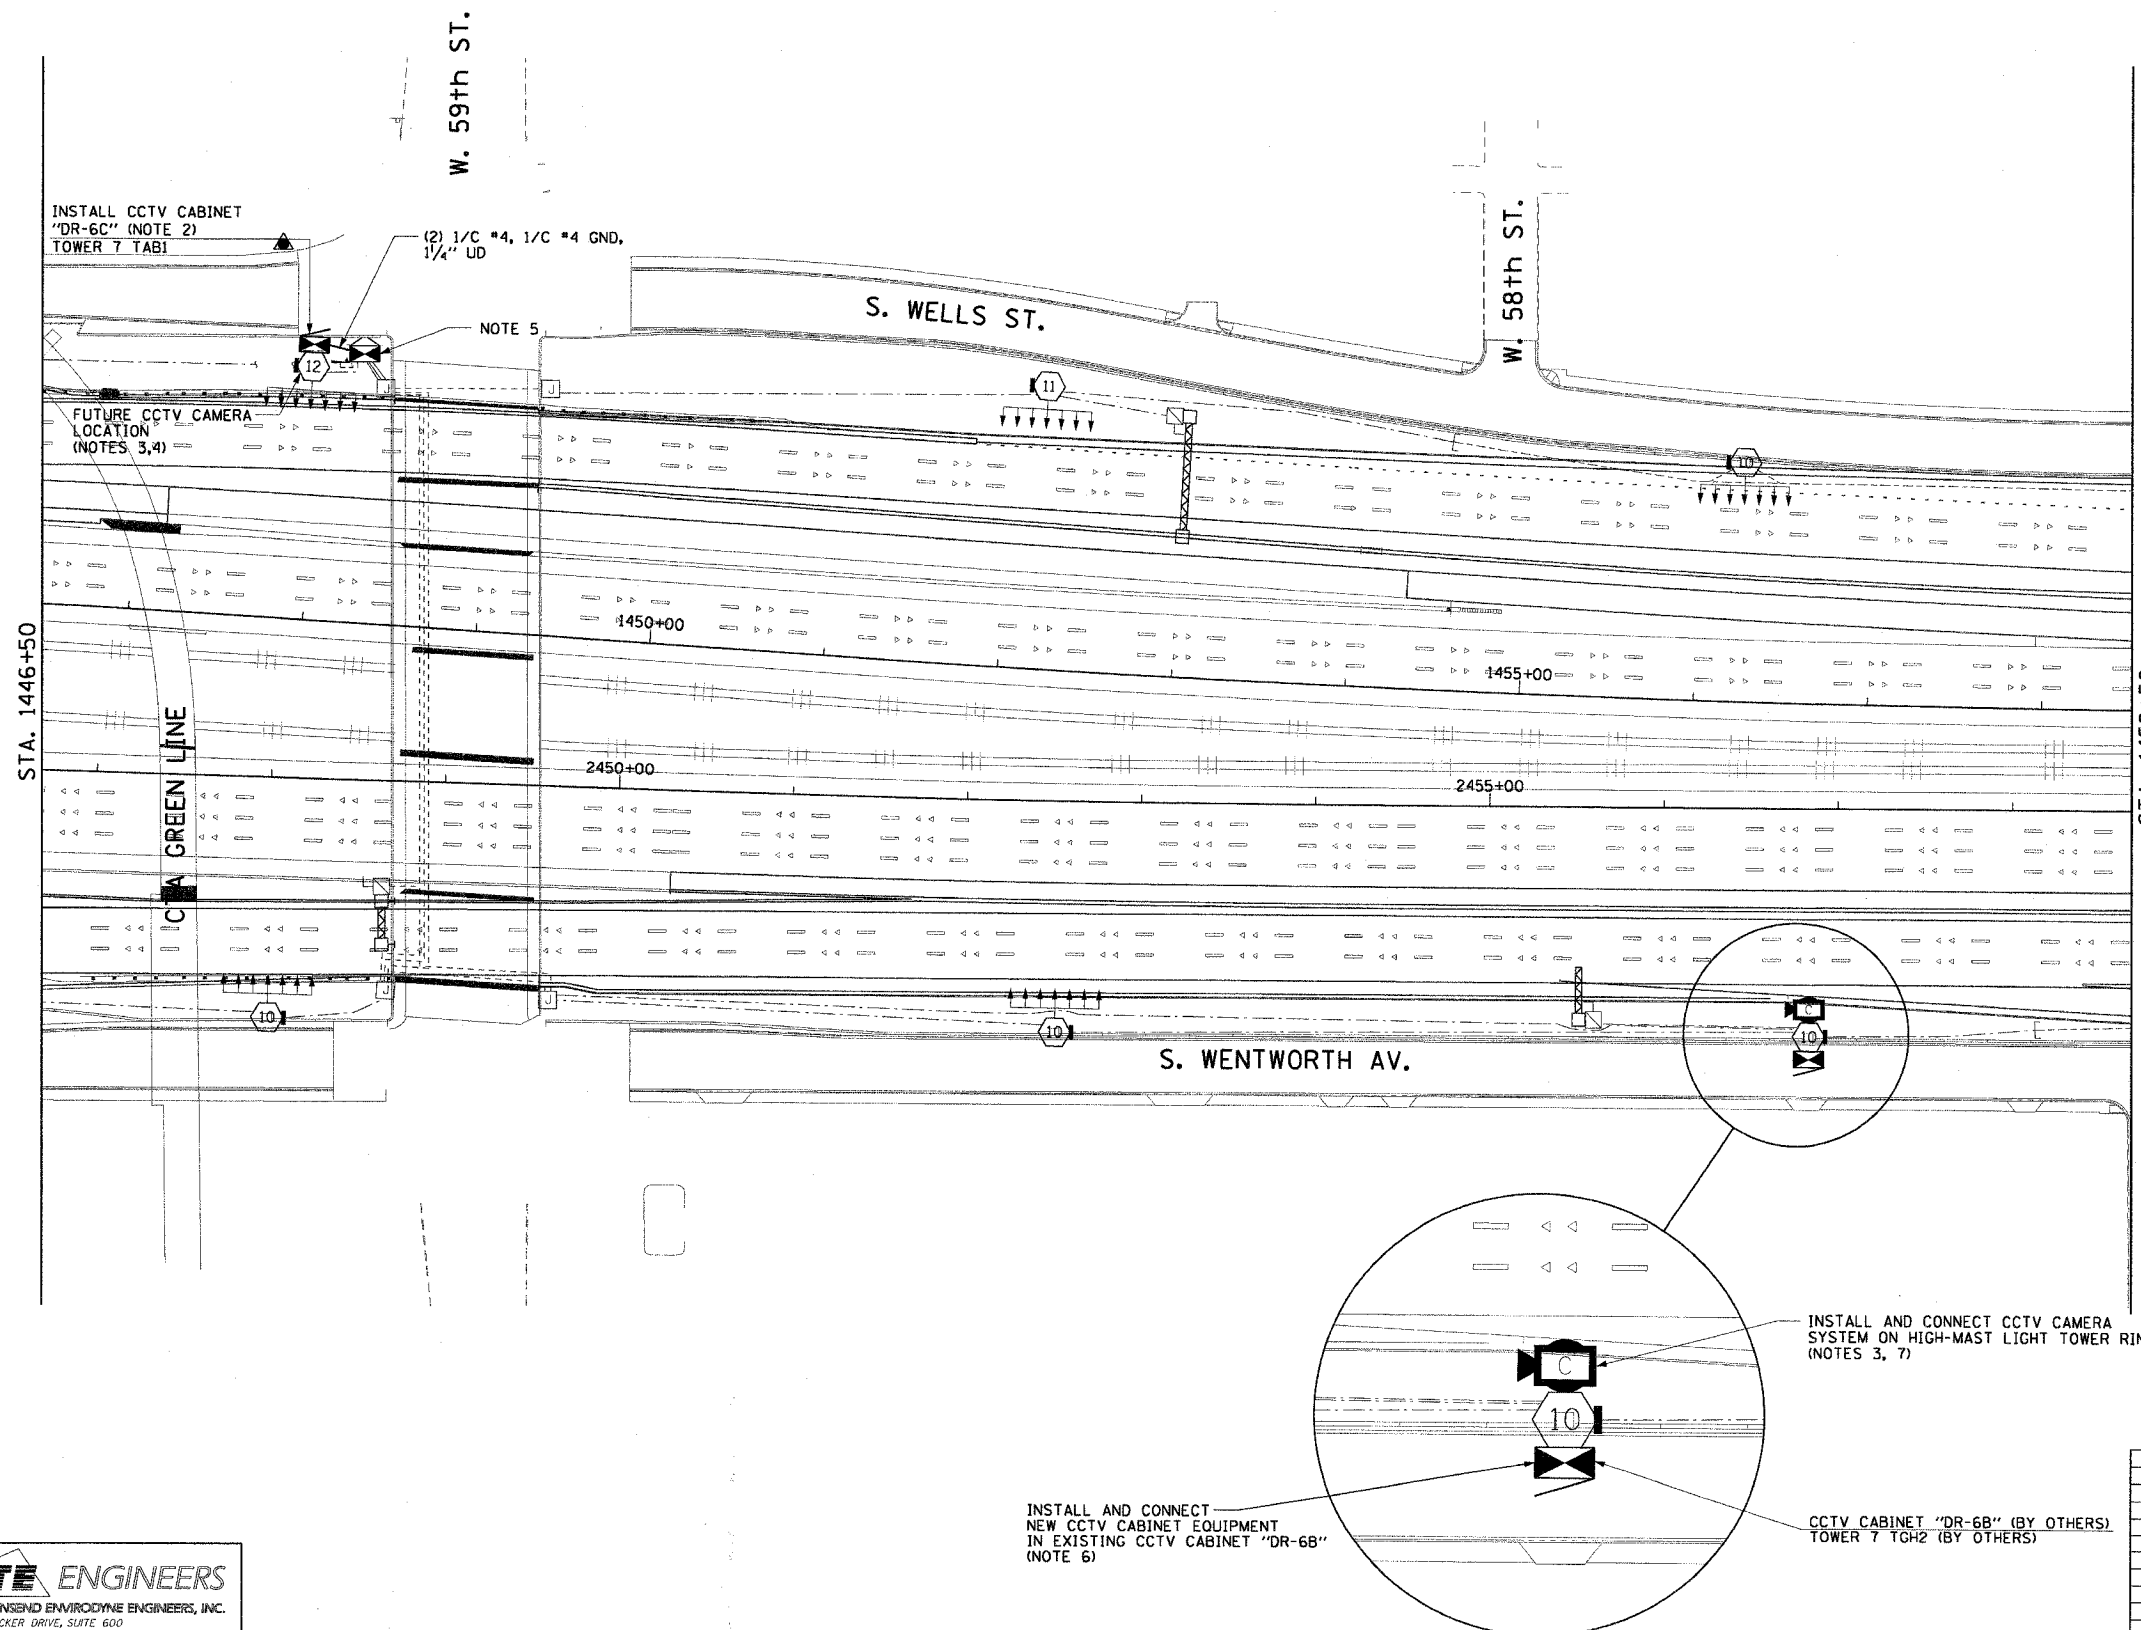 W. 59th ST.
INSTALL CCTV CABINET
"DR-6C" (NOTE 2)
TOWER 7 TAB1
(2) 1/C #4, 1/C #4 GND,
1 1/4" UD
NOTE 5
S. WELLS ST.
W. 58th ST.
12
J
J
11
10
FUTURE CCTV CAMERA
LOCATION
(NOTES 3,4)
STA. 1446+50
1450+00
1455+00
CTA GREEN LINE
2450+00
2455+00
10
J
J
10
C
10
S. WENTWORTH AV.
INSTALL AND CONNECT CCTV CAMERA
SYSTEM ON HIGH-MAST LIGHT TOWER
(NOTES 3, 7)
C
10
INSTALL AND CONNECT
NEW CCTV CABINET EQUIPMENT
IN EXISTING CCTV CABINET "DR-6B"
(NOTE 6)
CCTV CABINET "DR-6B" (BY OTHERS)
TOWER 7 TGH2 (BY OTHERS)
TE ENGINEERS
ENVIRODYNE ENGINEERS, INC.
DRIVE, SUITE 600